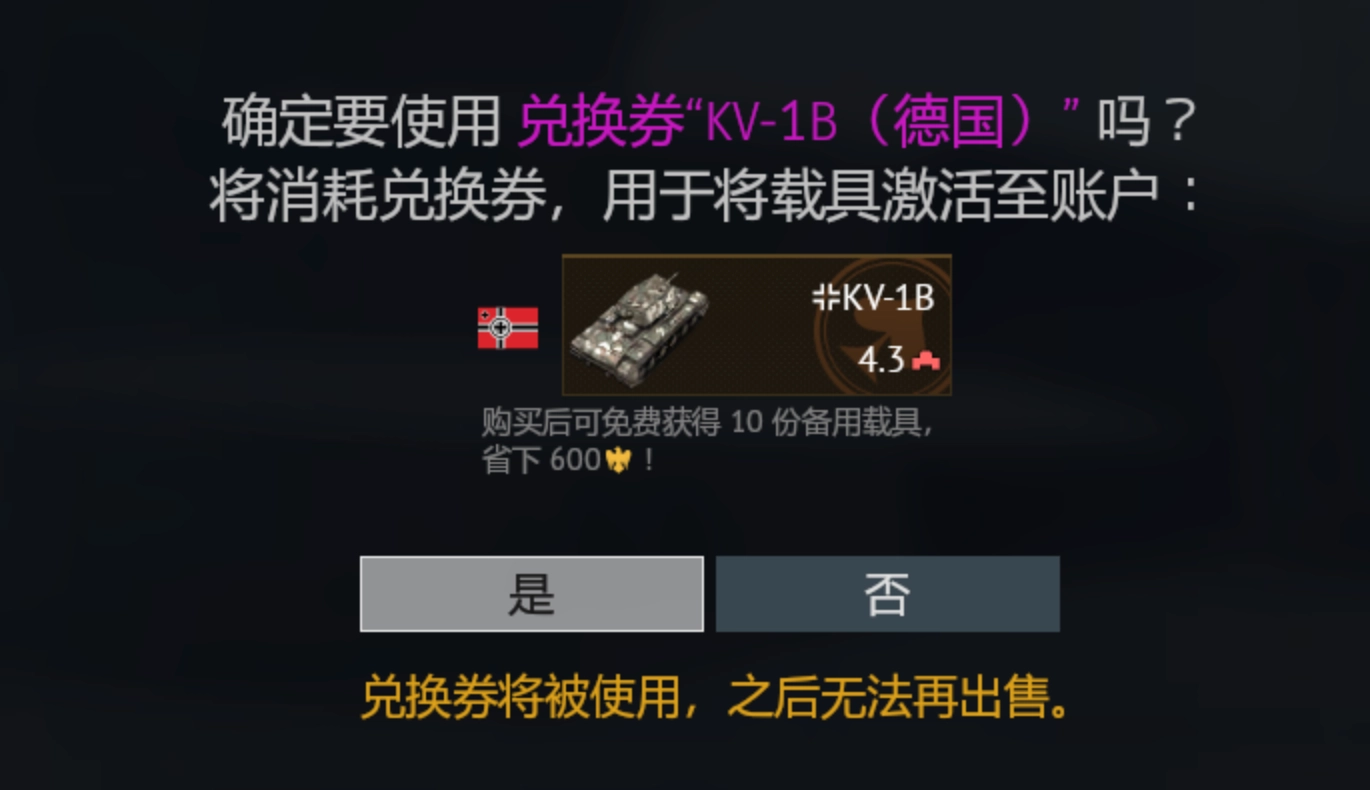 确定要使用 兑换券“KV-1B（德国）” 吗？
将消耗兑换券，用于将载具激活至账户：
KV-1B
4.3
购买后可免费获得 10 份备用载具，
省下 600！
是
否
兑换券将被使用，之后无法再出售。